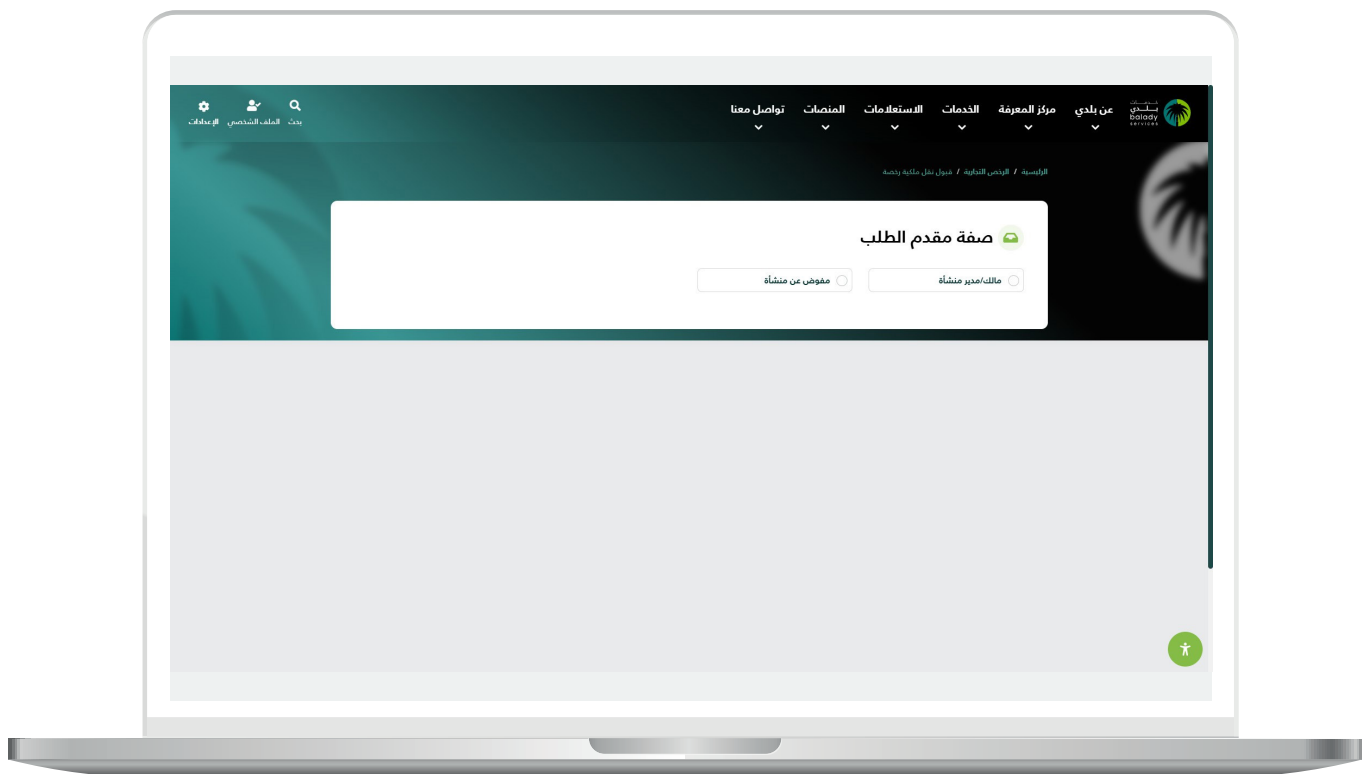 خدمات
بلدي
balady
services
عن بلدي
مركز المعرفة
الخدمات
الاستعلامات
المنصات
تواصل معنا
بحث
الملف الشخصي
الإعدادات
الرئيسية / الرخص التجارية / قبول نقل ملكية رخصة
صفة مقدم الطلب
مالك/مدير منشأة
مفوض عن منشأة